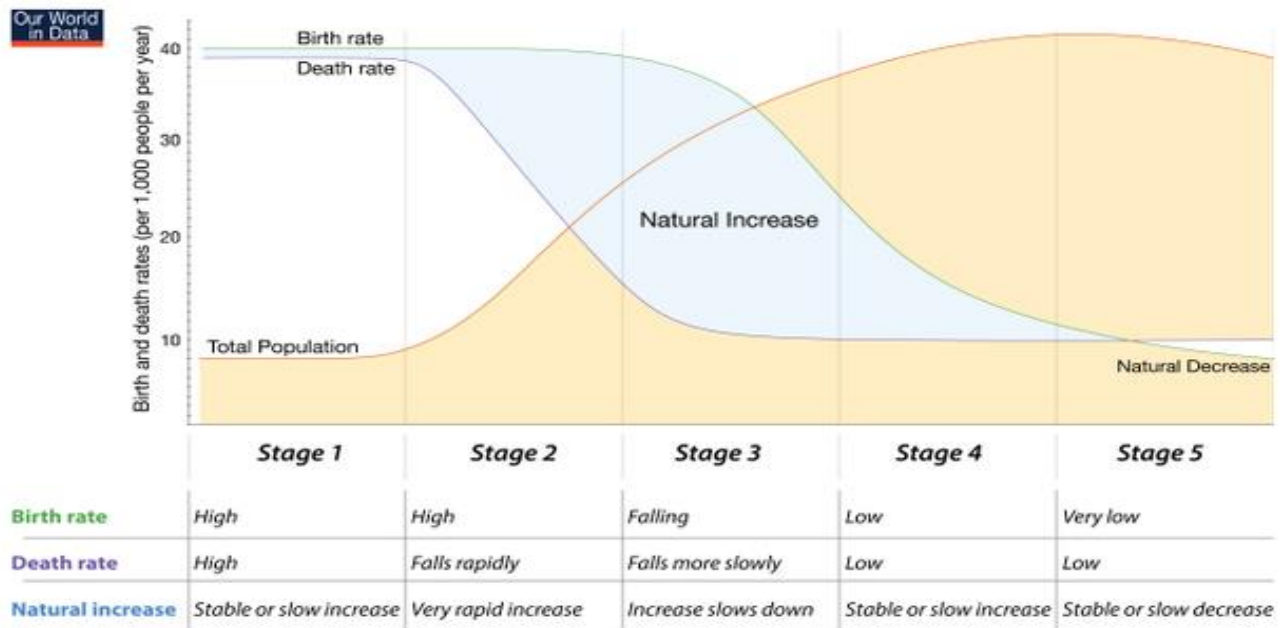 Our World
in Data
Birth and death rates (per 1,000 people per year)
40
30
20
10
Birth rate
Death rate
Natural Increase
Total Population
Natural Decrease
Stage 1 Stage 2 Stage 3 Stage 4 Stage 5
Birth rate High High Falling Low Very low
Death rate High Falls rapidly Falls more slowly Low Low
Natural increase Stable or slow increase Very rapid increase Increase slows down Stable or slow increase Stable or slow decrease